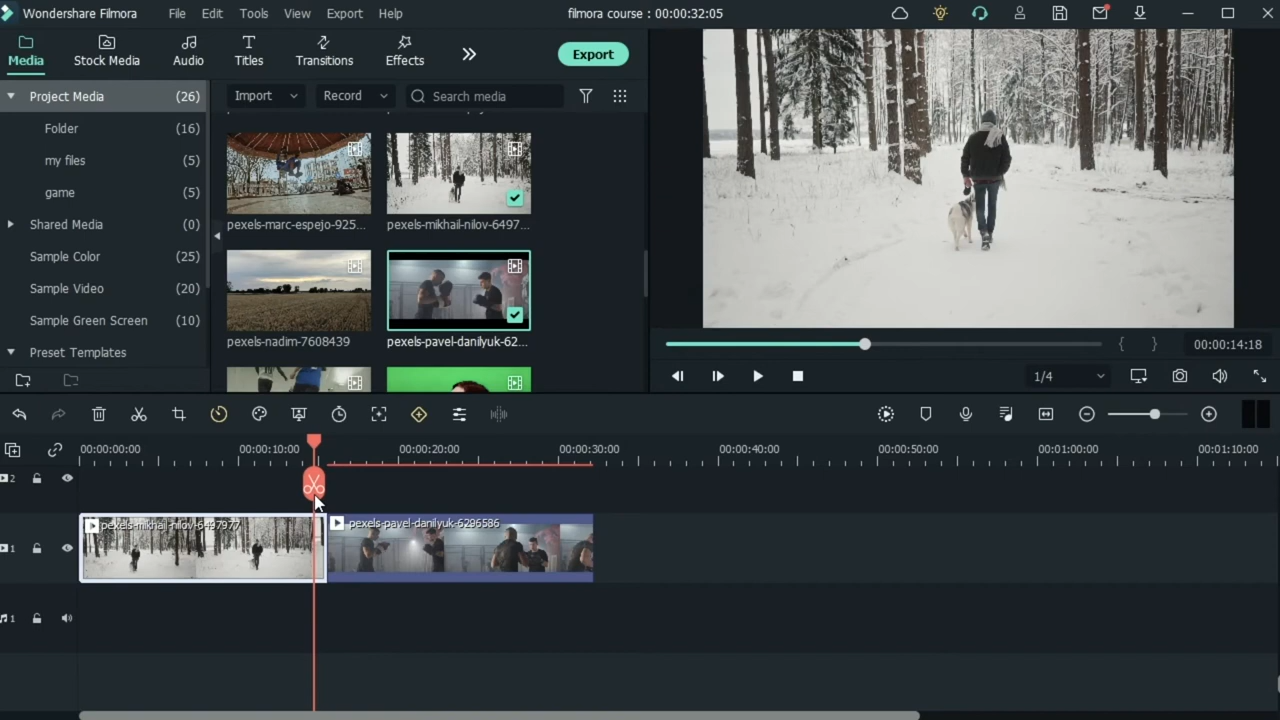 Wondershare Filmora File Edit Tools View Export Help filmora course : 00:00:32:05
Media Stock Media Audio Titles Transitions Effects Export
Project Media (26) Import Record Search media
Folder (16)
my files (5)
game (5)
Shared Media (0)
Sample Color (25)
Sample Video (20)
Sample Green Screen (10)
Preset Templates
pexels-marc-espejo-925... pexels-mikhail-nilov-6497...
pexels-nadim-7608439 pexels-pavel-danilyuk-62...
00:00:14:18
1/4
00:00:00:00 00:00:10:00 00:00:20:00 00:00:30:00 00:00:40:00 00:00:50:00 00:01:00:00 00:01:10:00
2
1 pexels-mikhail-nilov-6497977 pexels-pavel-danilyuk-6296586
1